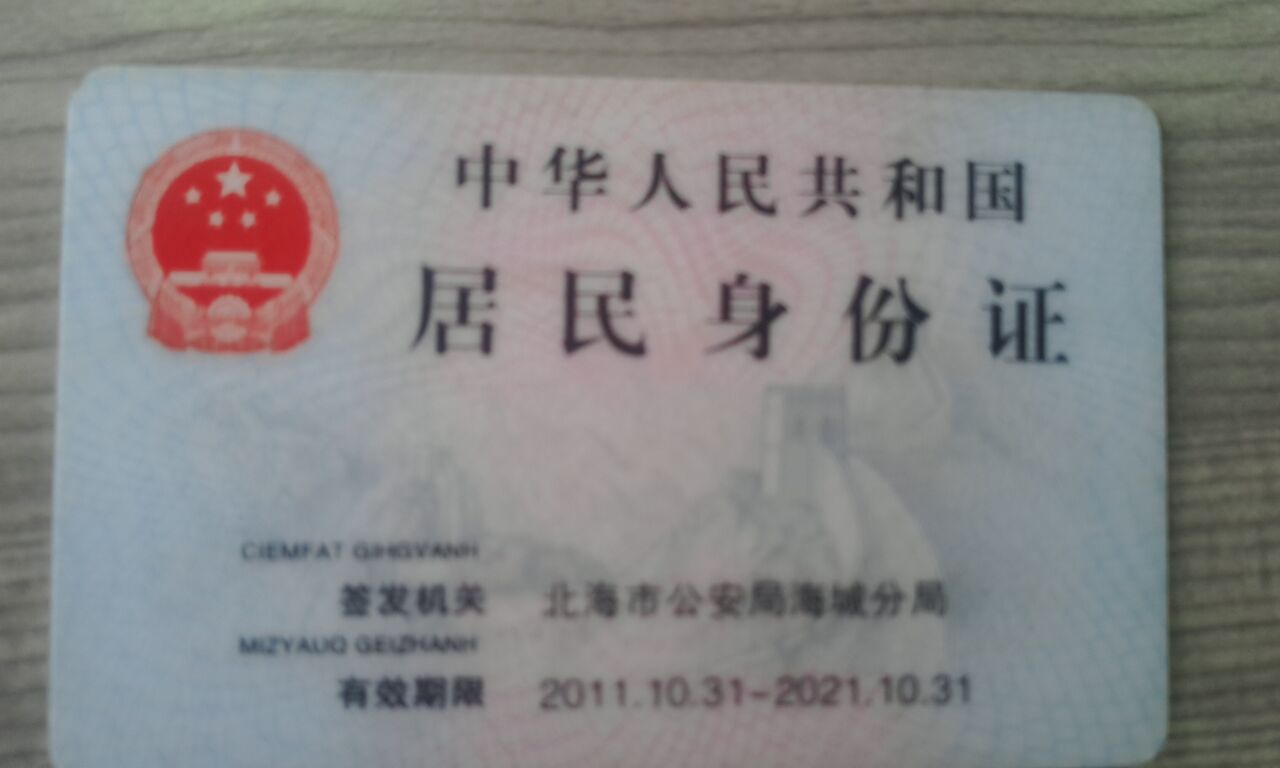 中华人民共和国
居民身份证
CIEMFAT GIHGVANH
签发机关 北海市公安局海城分局
MIZYAUQ GEIZHANH
有效期限 2011.10.31-2021.10.31